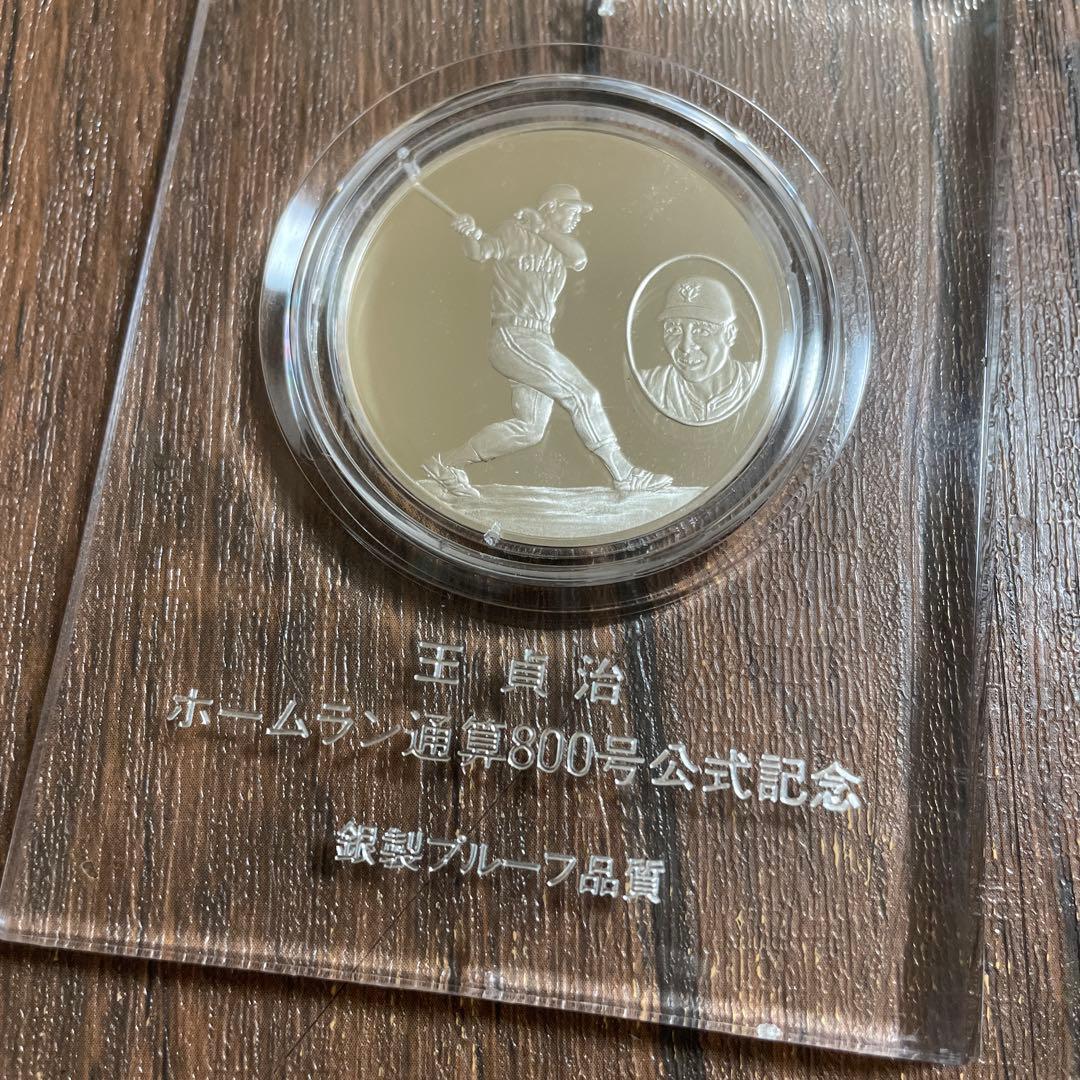 GIANT
王貞治
ホームラン通算800号公式記念
銀製プルーフ品質